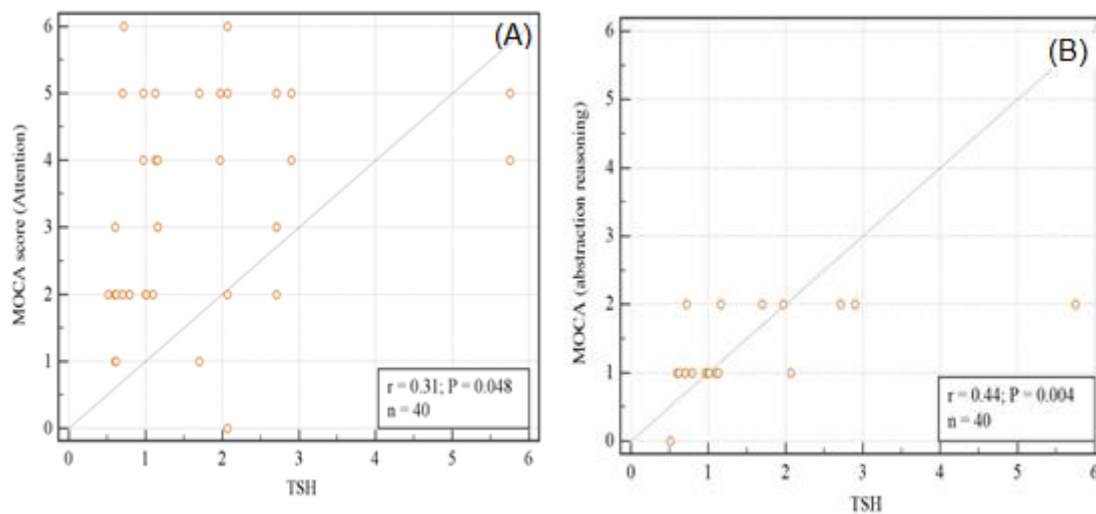 (A)
MOCA score (Attention)
6
5
4
3
2
1
0
0 1 2 3 4 5 6
TSH
r = 0.31; P = 0.048
n = 40
(B)
MOCA (abstraction reasoning)
6
5
4
3
2
1
0
0 1 2 3 4 5 6
TSH
r = 0.44; P = 0.004
n = 40